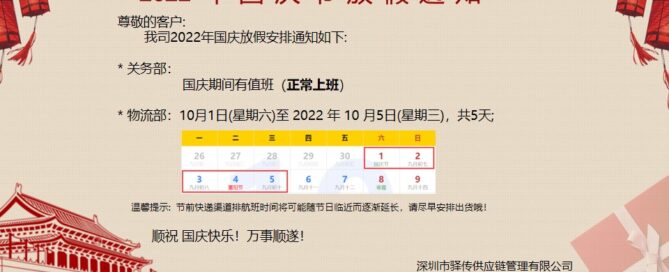 2022 年 国 庆 节 放 假 通 知
尊敬的客户:
我司2022年国庆放假安排通知如下:
* 关务部:
国庆期间有值班（正常上班）
* 物流部: 10月1日(星期六)至 2022 年 10 月5日(星期三)，共5天;
一 二 三 四 五 六 日
26 27 28 29 30 1 2
国庆节 九月初七
3 4 5 6 7 8 9
九月初八 重阳节 九月初十 九月十一 九月十二 寒露 九月十四
温馨提示: 节前快递渠道排航班时间将可能随节日临近而逐渐延长，请尽早安排出货哦!
顺祝 国庆快乐! 万事顺遂!
深圳市驿传供应链管理有限公司